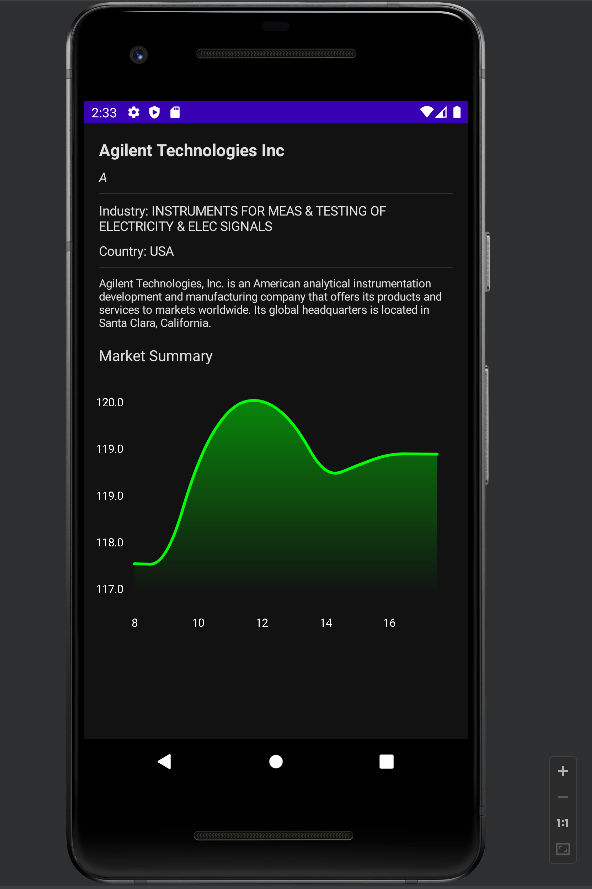 2:33
Agilent Technologies Inc
A
Industry: INSTRUMENTS FOR MEAS & TESTING OF
ELECTRICITY & ELEC SIGNALS
Country: USA
Agilent Technologies, Inc. is an American analytical instrumentation
development and manufacturing company that offers its products and
services to markets worldwide. Its global headquarters is located in
Santa Clara, California.
Market Summary
120.0
119.0
119.0
118.0
117.0
8 10 12 14 16
1:1